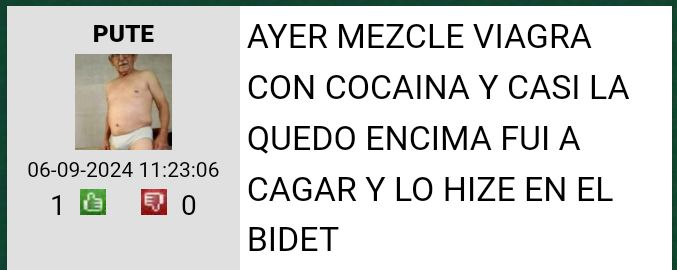 PUTE
06-09-2024 11:23:06
1 0
AYER MEZCLE VIAGRA
CON COCAINA Y CASI LA
QUEDO ENCIMA FUI A
CAGAR Y LO HIZE EN EL
BIDET